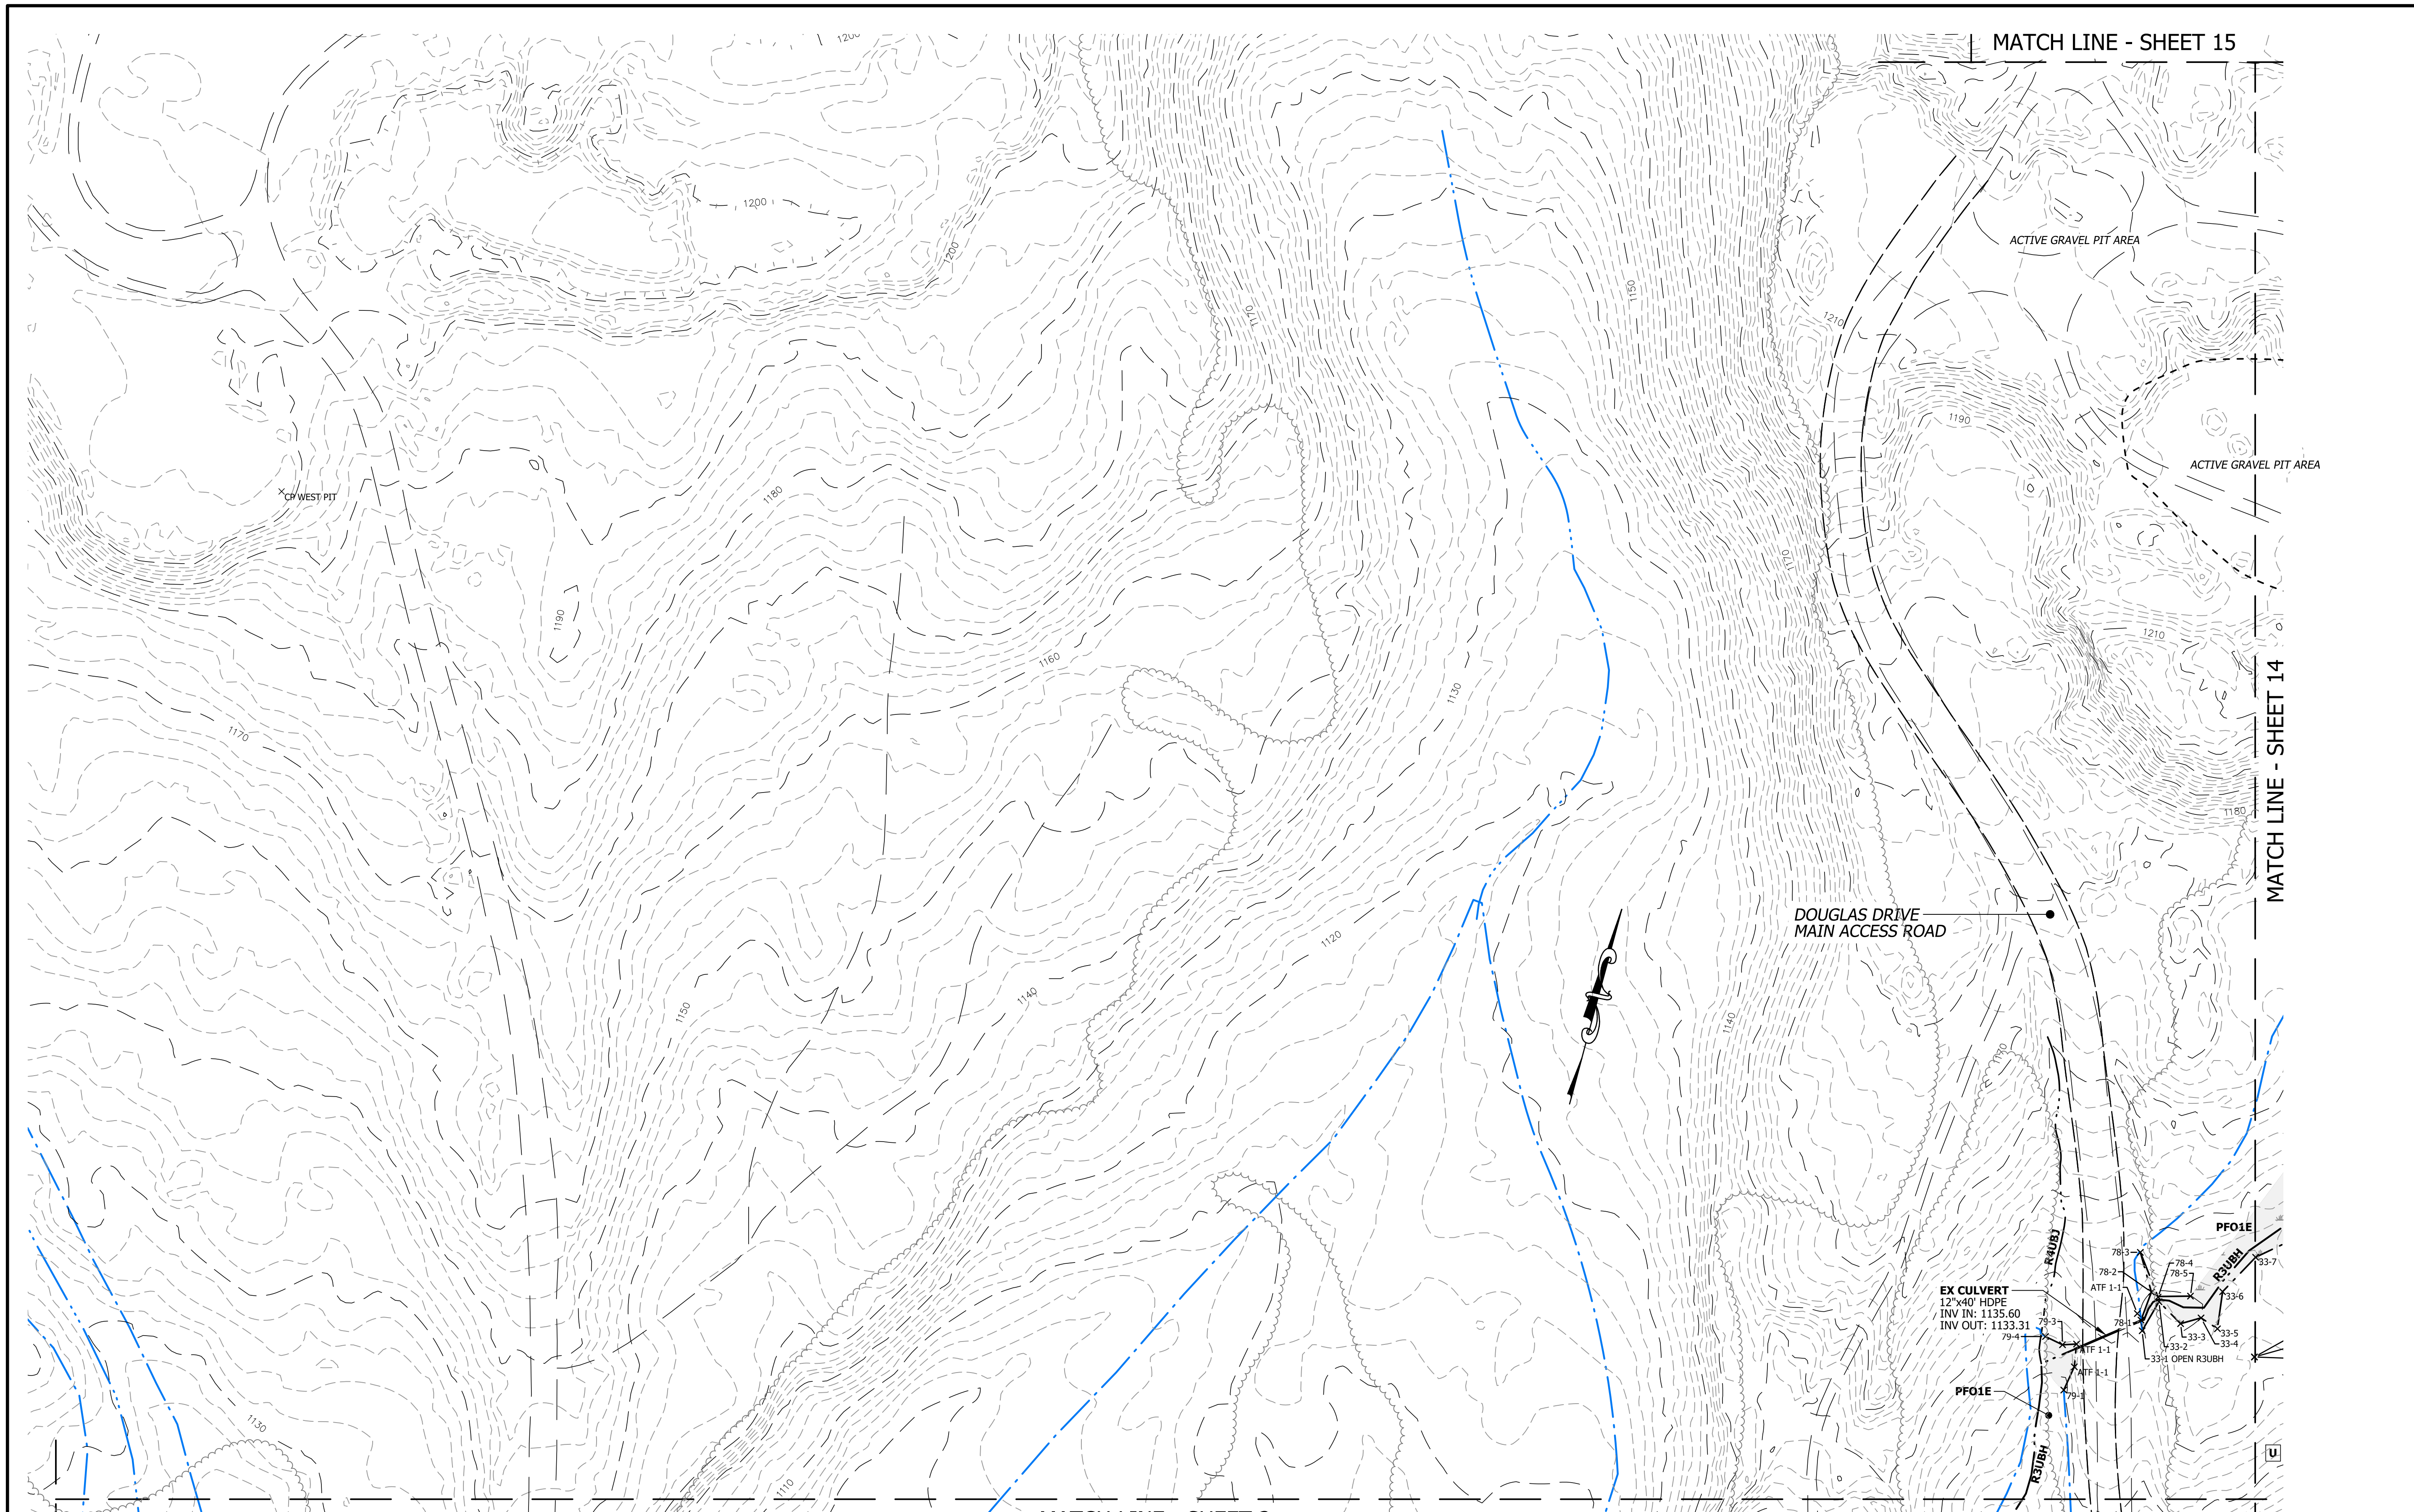 MATCH LINE - SHEET 15
1200
1200
1200
ACTIVE GRAVEL PIT AREA
1150
1170
1210
1190
ACTIVE GRAVEL PIT AREA
CP WEST PIT
1180
1170
1190
1210
1160
1130
MATCH LINE - SHEET 14
1170
1180
DOUGLAS DRIVE
MAIN ACCESS ROAD
1120
1140
1150
1140
1170
PFO1E
R4UBJ
R3UBH
78-3
78-4
78-5
78-2
33-7
ATF 1-1
33-6
EX CULVERT
12"x40' HDPE
INV IN: 1135.60
INV OUT: 1133.31
79-3
78-1
79-4
33-5
33-3
33-4
33-2
ATF 1-1
33-1 OPEN R3UBH
ATF 1-1
PFO1E
79-1
1130
R3UBH
U
1110